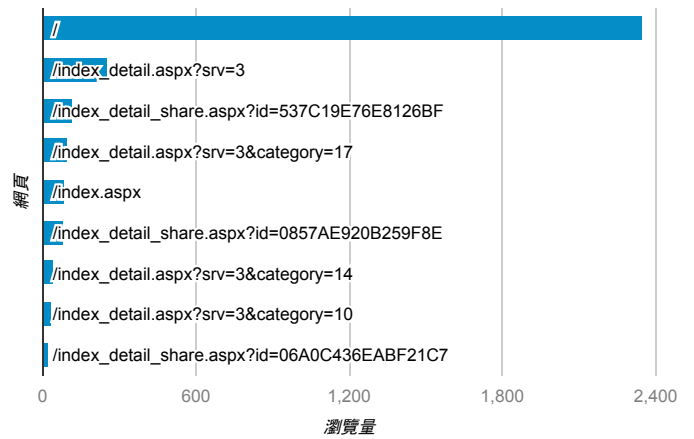 /
/index_detail.aspx?srv=3
/index_detail_share.aspx?id=537C19E76E8126BF
/index_detail.aspx?srv=3&category=17
/index.aspx
/index_detail_share.aspx?id=0857AE920B259F8E
/index_detail.aspx?srv=3&category=14
/index_detail.aspx?srv=3&category=10
/index_detail_share.aspx?id=06A0C436EABF21C7
網頁
0 600 1,200 1,800 2,400
瀏覽量